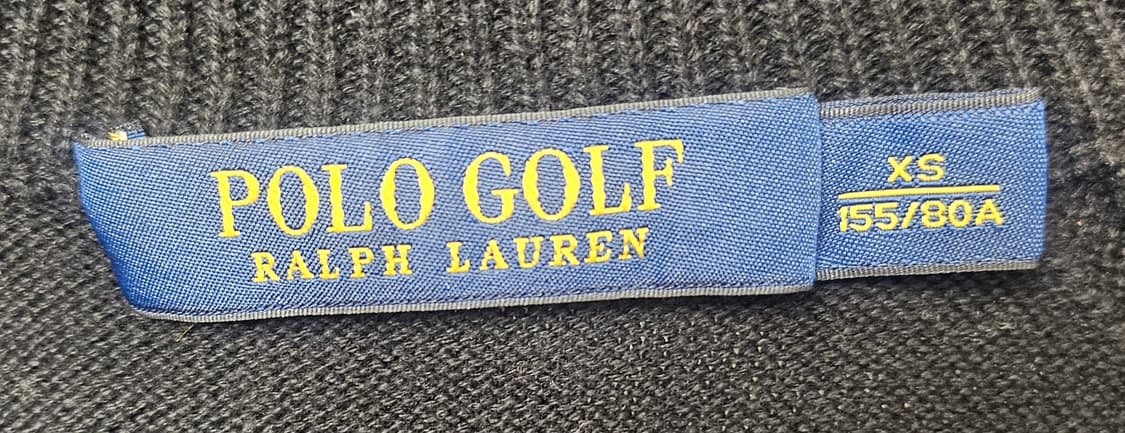 POLO GOLF
RALPH LAUREN
XS
155/80A